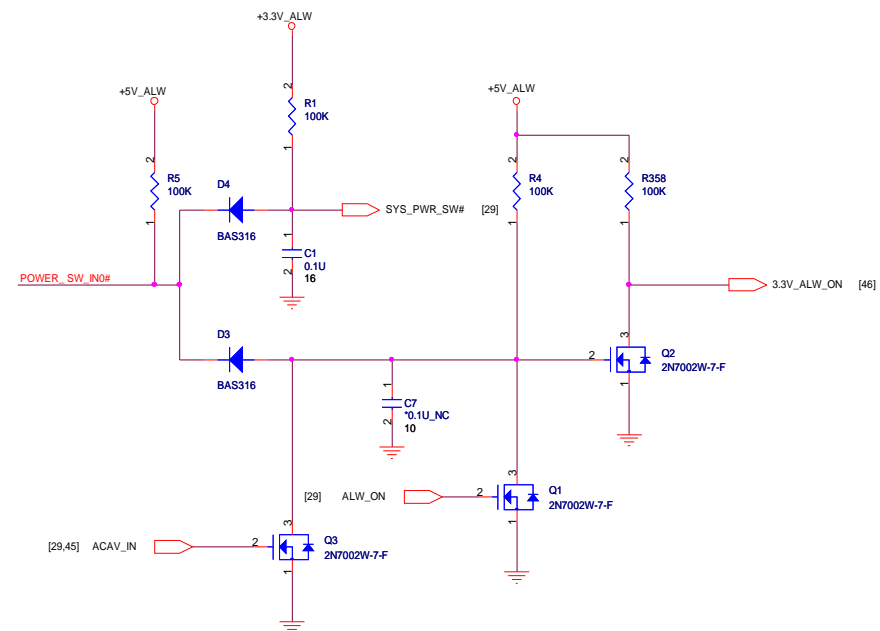 +3.3V_ALW
+5V_ALW
+5V_ALW
2
R1
100K
1
2
R5
100K
1
D4
BAS316
SYS_PWR_SW#
[29]
2
R4
100K
1
2
R358
100K
1
1
C1
0.1U
2
16
POWER_SW_IN0#
3.3V_ALW_ON
[46]
D3
BAS316
3
2
Q2
2N7002W-7-F
1
1
C7
*0.1U_NC
2
10
[29]
ALW_ON
3
2
Q1
2N7002W-7-F
1
[29,45]
ACAV_IN
3
2
Q3
2N7002W-7-F
1